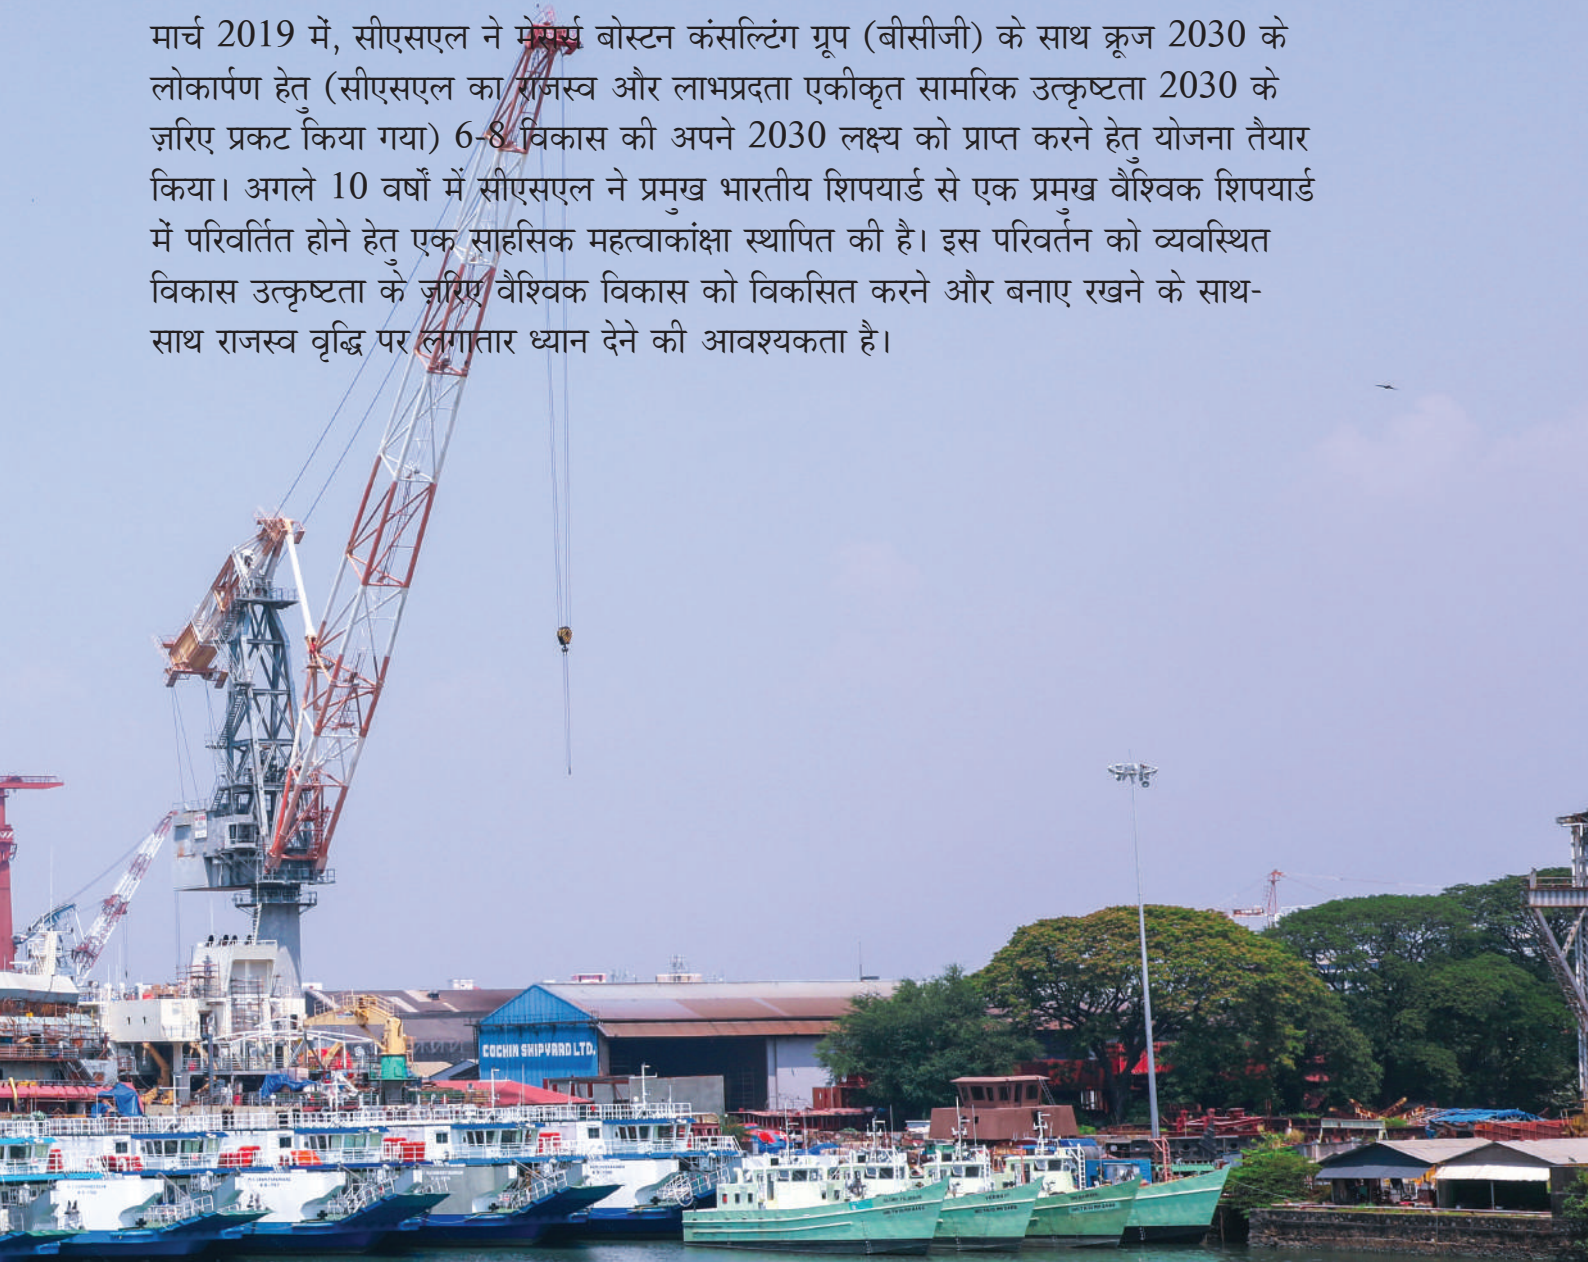 मार्च 2019 में, सीएसएल ने मेसर्स बोस्टन कंसल्टिंग ग्रूप (बीसीजी) के साथ क्रूज 2030 के
लोकार्पण हेतु (सीएसएल का राजस्व और लाभप्रदता एकीकृत सामरिक उत्कृष्टता 2030 के
ज़रिए प्रकट किया गया) 6-8 विकास की अपने 2030 लक्ष्य को प्राप्त करने हेतु योजना तैयार
किया। अगले 10 वर्षों में सीएसएल ने प्रमुख भारतीय शिपयार्ड से एक प्रमुख वैश्विक शिपयार्ड
में परिवर्तित होने हेतु एक साहसिक महत्वाकांक्षा स्थापित की है। इस परिवर्तन को व्यवस्थित
विकास उत्कृष्टता के ज़रिए वैश्विक विकास को विकसित करने और बनाए रखने के साथ-
साथ राजस्व वृद्धि पर लगातार ध्यान देने की आवश्यकता है।
COCHIN SHIPYARD LTD.